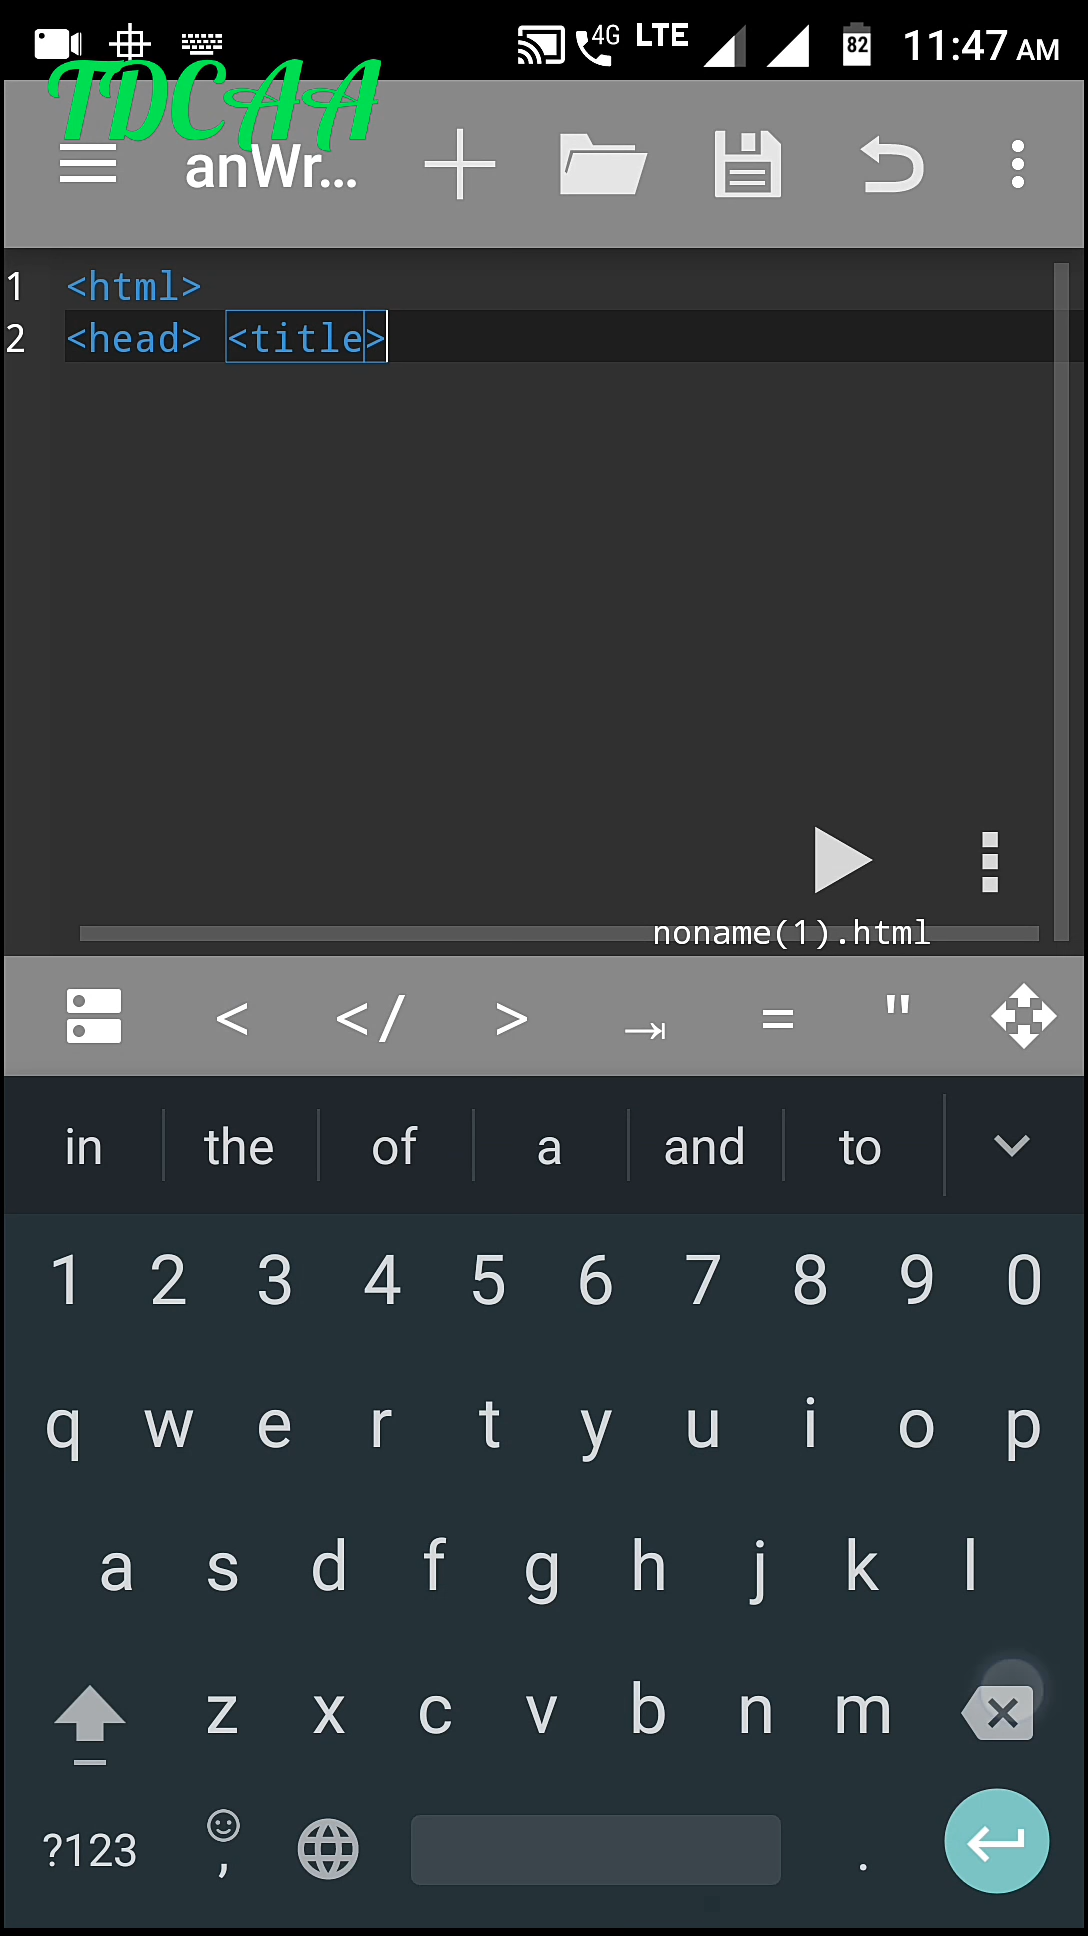 4G LTE 82 11:47 AM
TDCAA
anWr...
1 <html>
2 <head> <title>
noname(1).html
< </ > = "
in the of a and to
1 2 3 4 5 6 7 8 9 0
q w e r t y u i o p
a s d f g h j k l
z x c v b n m
?123 , .